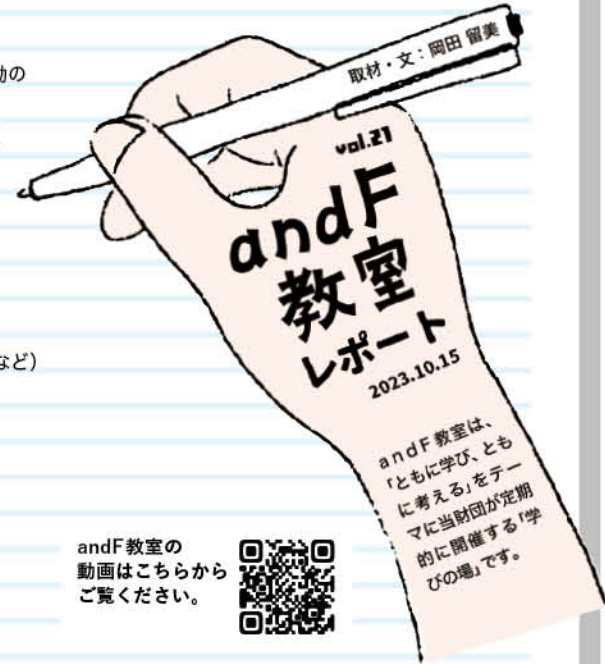 動の
取材・文：岡田 留美
vol.21
andF
教室
レポート
2023.10.15
など）
andF教室は、
「ともに学び、とも
に考える」をテー
マに当財団が定期
的に開催する「学
びの場」です。
andF教室の
動画はこちらから
ご覧ください。